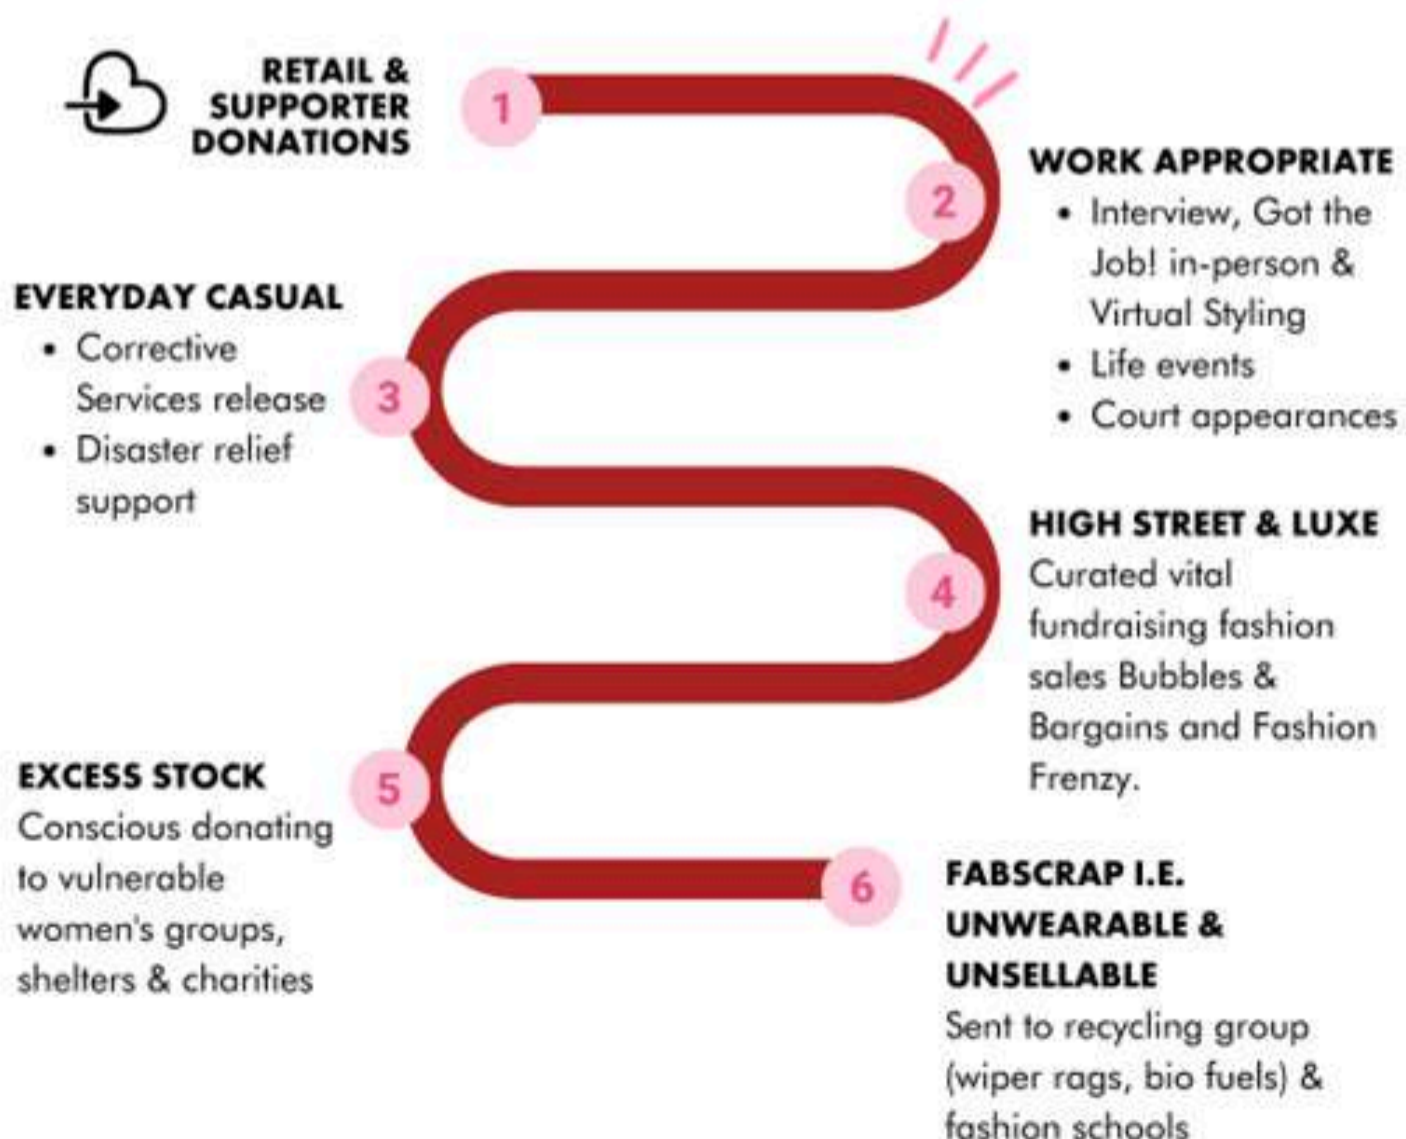 RETAIL &
SUPPORTER
DONATIONS
1
2
WORK APPROPRIATE
• Interview, Got the
Job! in-person &
Virtual Styling
• Life events
• Court appearances
EVERYDAY CASUAL
• Corrective
Services release
• Disaster relief
support
3
4
HIGH STREET & LUXE
Curated vital
fundraising fashion
sales Bubbles &
Bargains and Fashion
Frenzy.
EXCESS STOCK
Conscious donating
to vulnerable
women's groups,
shelters & charities
5
6
FABSCRAP I.E.
UNWEARABLE &
UNSELLABLE
Sent to recycling group
(wiper rags, bio fuels) &
fashion schools